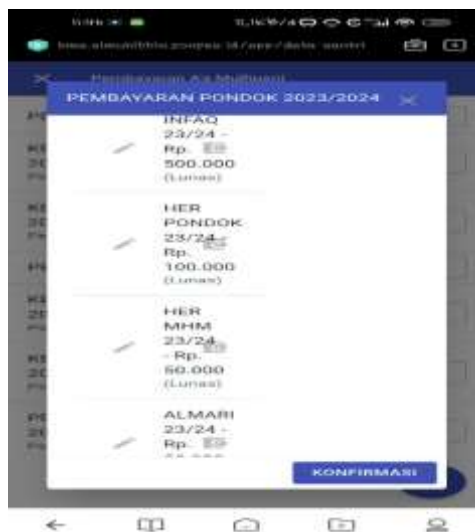 PEMBAYARAN PONDOK 2023/2024
INFAQ
23/24 -
Rp.
500.000
(Lunas)
HER
PONDOK
23/24 -
Rp.
100.000
(Lunas)
HER
MHM
23/24
- Rp.
50.000
(Lunas)
ALMARI
23/24 -
Rp.
KONFIRMASI